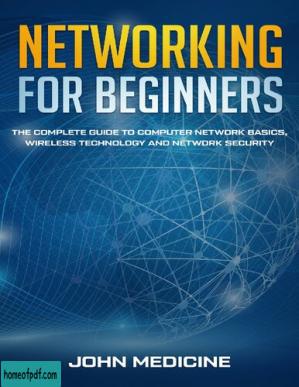 NETWORKING
FOR BEGINNERS
THE COMPLETE GUIDE TO COMPUTER NETWORK BASICS,
WIRELESS TECHNOLOGY AND NETWORK SECURITY
JOHN MEDICINE
homeofpdf.com